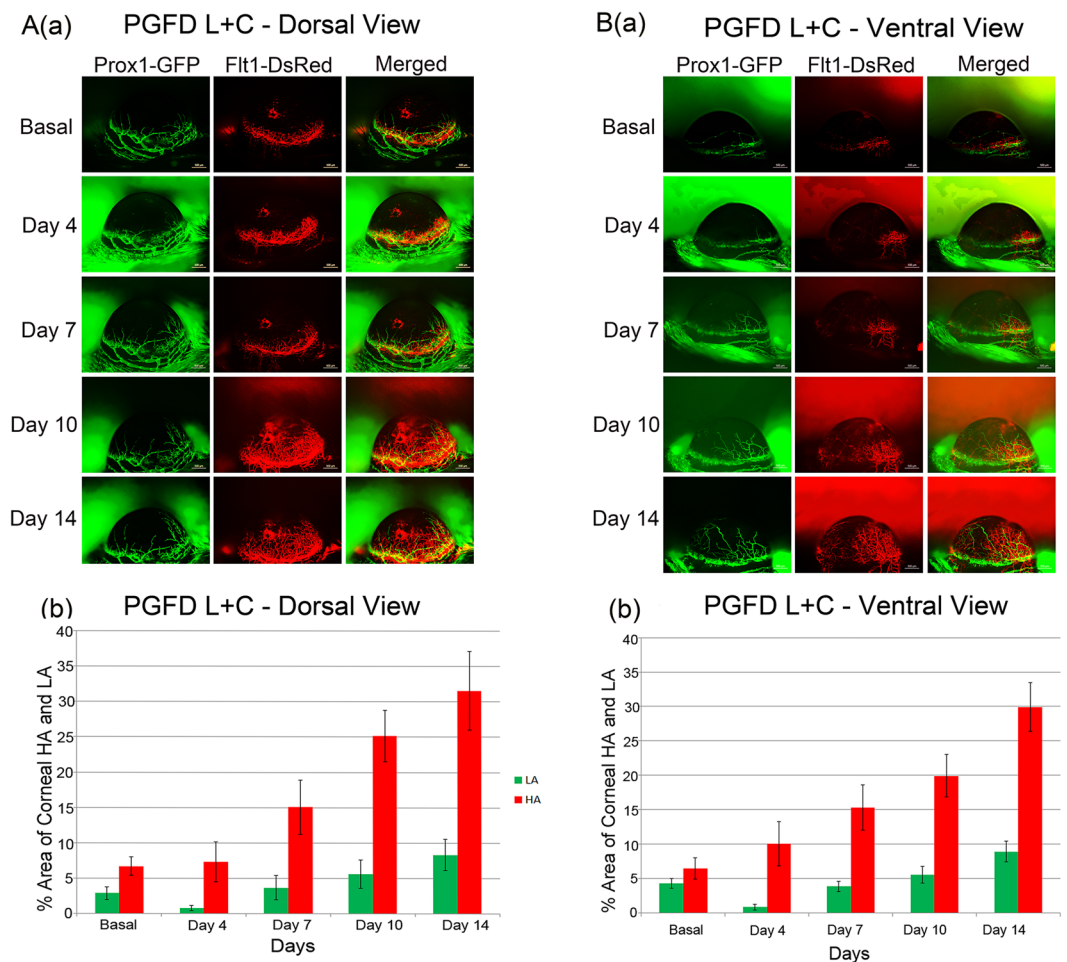 A(a)
PGFD L+C - Dorsal View
Prox1-GFP
Flt1-DsRed
Merged
Basal
Day 4
Day 7
Day 10
Day 14
B(a)
PGFD L+C - Ventral View
Prox1-GFP
Flt1-DsRed
Merged
Basal
Day 4
Day 7
Day 10
Day 14
(b)
PGFD L+C - Dorsal View
% Area of Corneal HA and LA
40
35
30
25
20
15
10
5
0
Basal
Day 4
Day 7
Day 10
Day 14
Days
LA
HA
(b)
PGFD L+C - Ventral View
% Area of Corneal HA and LA
40
35
30
25
20
15
10
5
0
Basal
Day 4
Day 7
Day 10
Day 14
Days